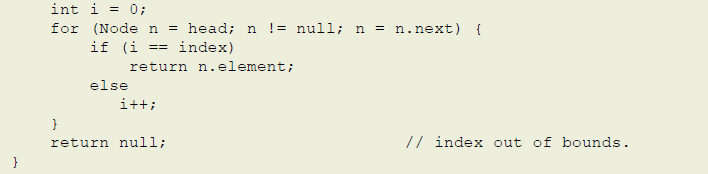 int i = 0;
for (Node n = head; n != null; n = n.next) {
if (i == index)
return n.element;
else
i++;
}
return null; // index out of bounds.
}